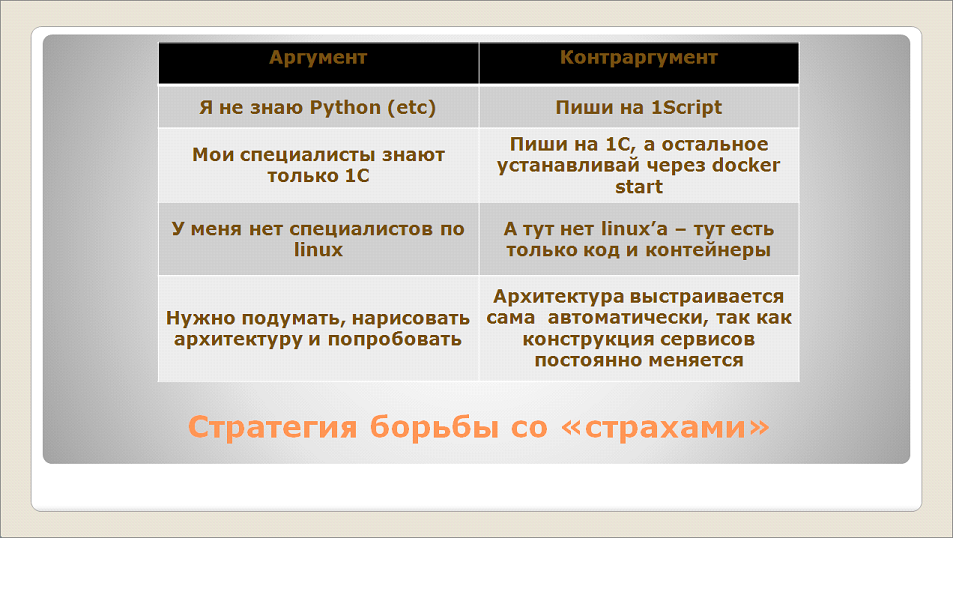 Аргумент
Контраргумент
Я не знаю Python (etc)
Пиши на 1Script
Мои специалисты знают
только 1С
Пиши на 1С, а остальное
устанавливай через docker
start
У меня нет специалистов по
linux
А тут нет linux’а – тут есть
только код и контейнеры
Нужно подумать, нарисовать
архитектуру и попробовать
Архитектура выстраивается
сама  автоматически, так как
конструкция сервисов
постоянно меняется
Стратегия борьбы со «страхами»